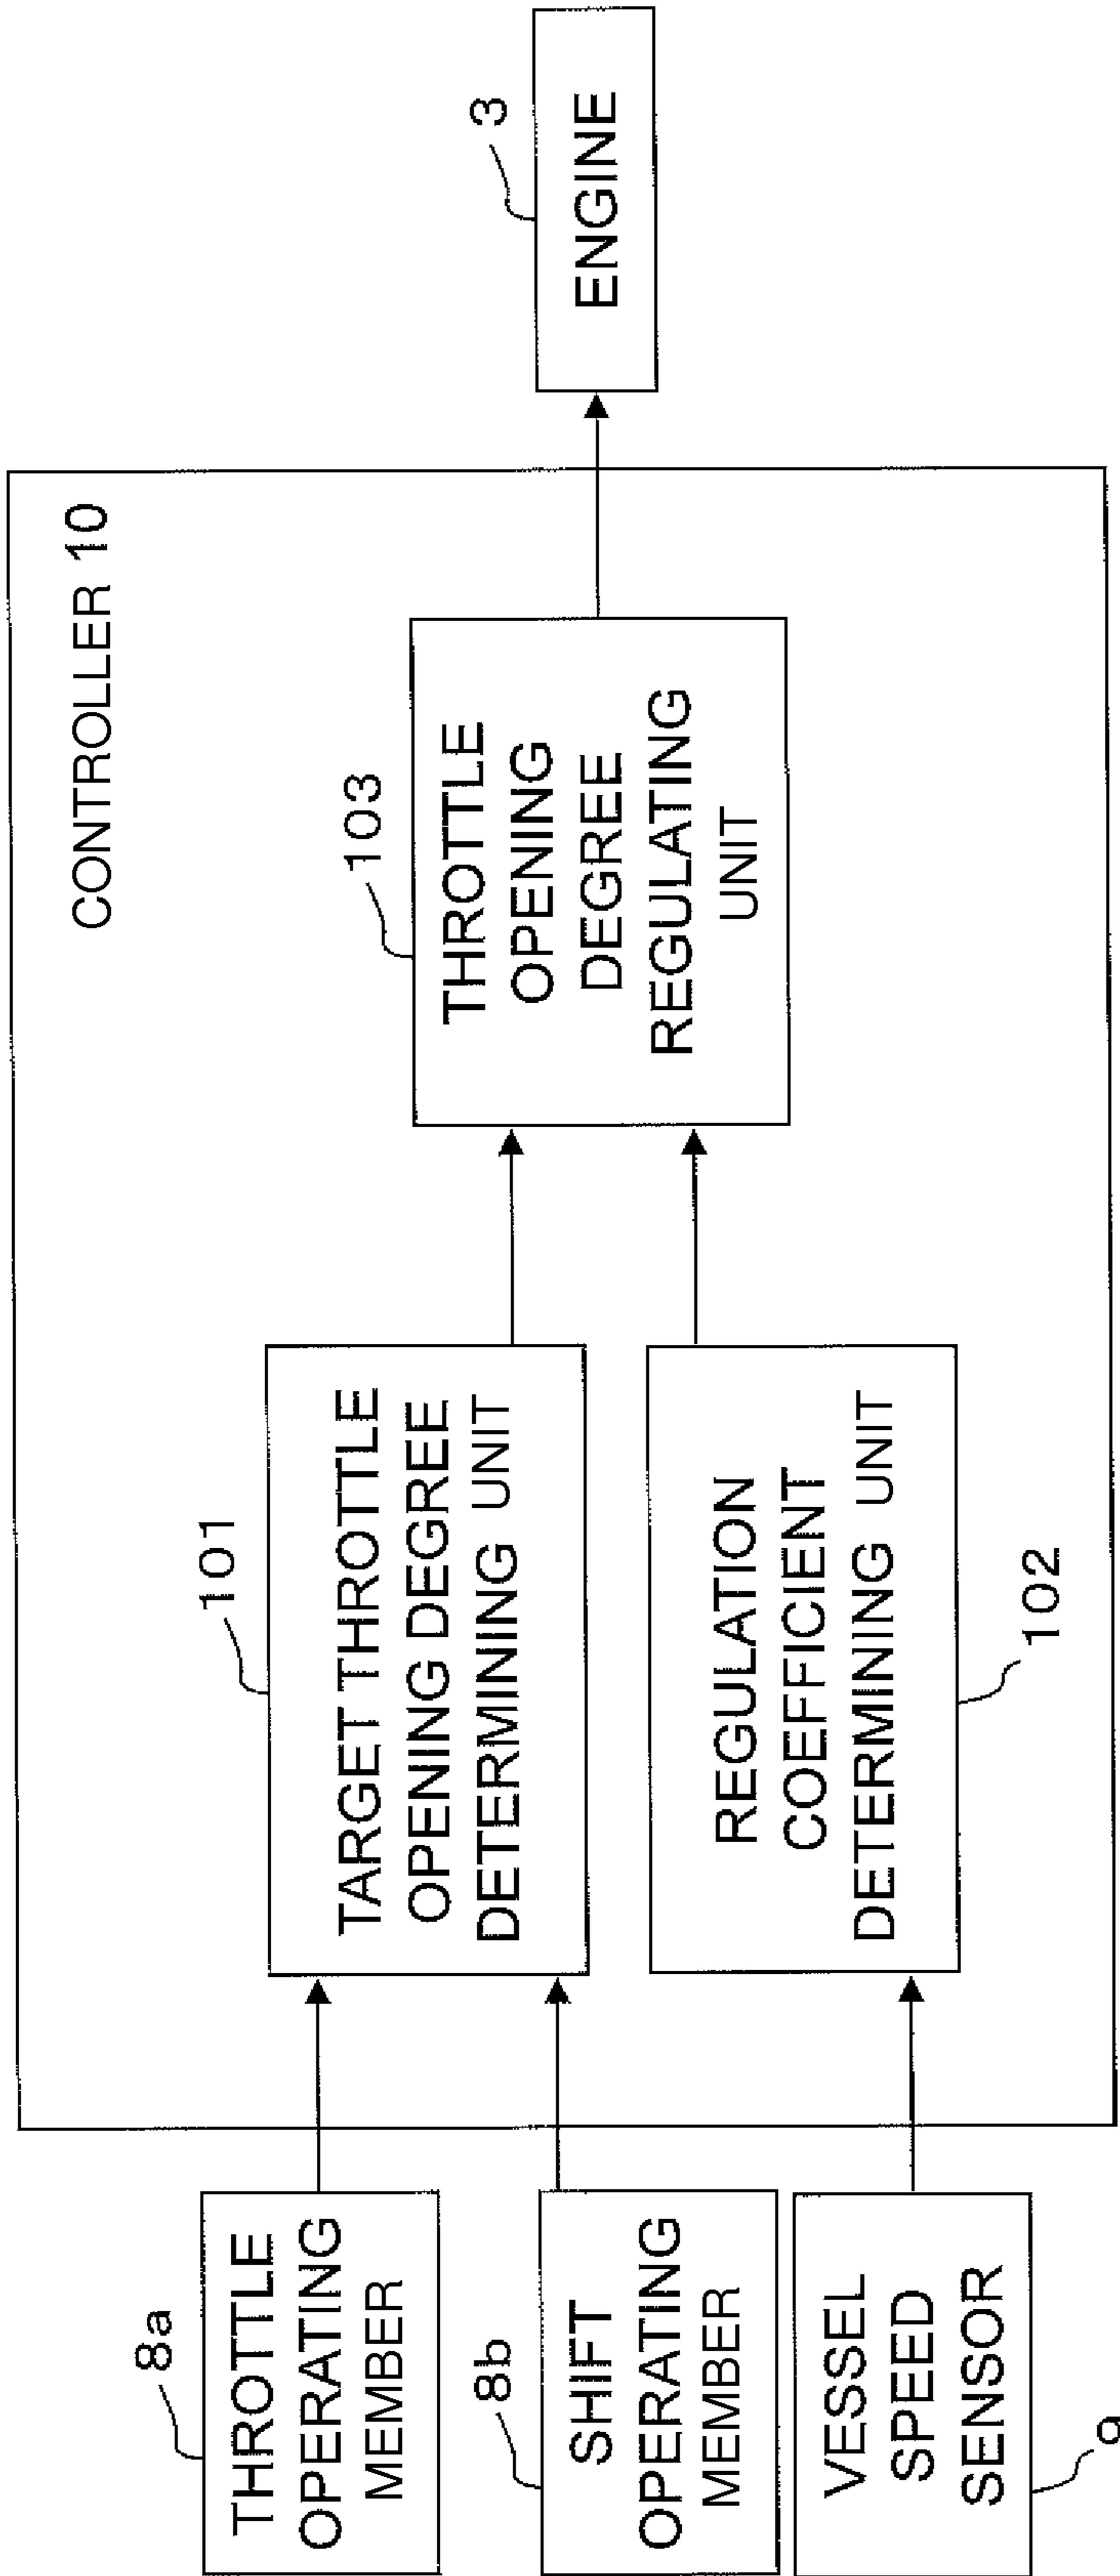 CONTROLLER 10
8a
THROTTLE
OPERATING
MEMBER
8b
SHIFT
OPERATING
MEMBER
VESSEL
SPEED
SENSOR
9
101
TARGET THROTTLE
OPENING DEGREE
DETERMINING UNIT
REGULATION
COEFFICIENT
DETERMINING UNIT
102
103
THROTTLE
OPENING
DEGREE
REGULATING
UNIT
3
ENGINE